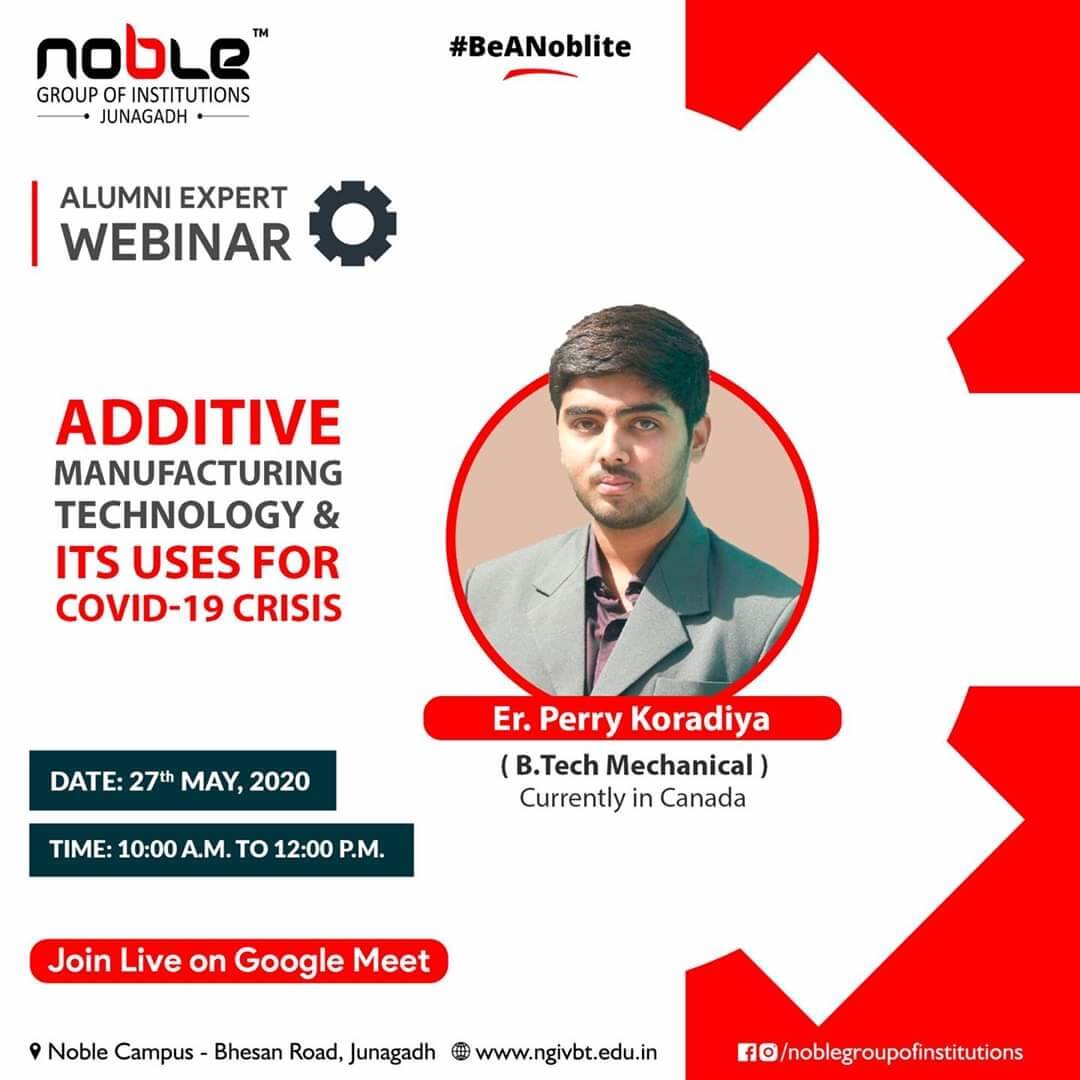 noble™
GROUP OF INSTITUTIONS
• JUNAGADH •
#BeANoblite
ALUMNI EXPERT
WEBINAR
ADDITIVE
MANUFACTURING
TECHNOLOGY &
ITS USES FOR
COVID-19 CRISIS
Er. Perry Koradiya
( B.Tech Mechanical )
Currently in Canada
DATE: 27th MAY, 2020
TIME: 10:00 A.M. TO 12:00 P.M.
Join Live on Google Meet
Noble Campus - Bhesan Road, Junagadh www.ngivbt.edu.in /noblegroupofinstitutions